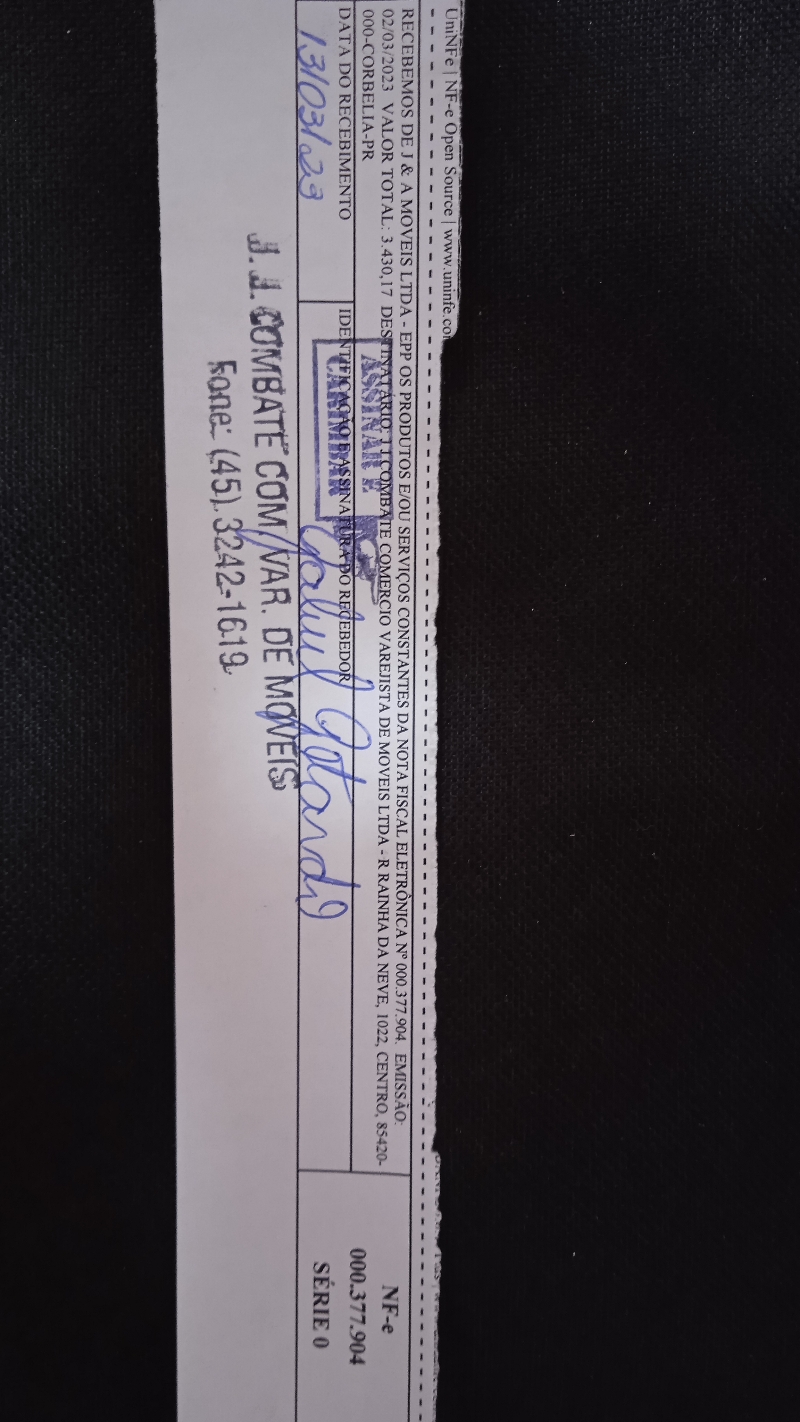 UniNFe | NF-e Open Source | www.uninfe.co
RECEBEMOS DE J & A MOVEIS LTDA - EPP OS PRODUTOS E/OU SERVIÇOS CONSTANTES DA NOTA FISCAL ELETRÔNICA Nº 000.377.904. EMISSÃO:
02/03/2023 VALOR TOTAL: 3.430,17 DESTINATÁRIO: J J COMBATE COMERCIO VAREJISTA DE MOVEIS LTDA - R RAINHA DA NEVE, 1022, CENTRO, 85420-
000-CORBELIA-PR
NF-e
000.377.904
SÉRIE 0
DATA DO RECEBIMENTO
13/03/23
IDENTIFICAÇÃO E ASSINATURA DO RECEBEDOR
ASSINAR E
CARIMBAR
J.J. COMBATE COM VAR. DE MOVEIS
Fone: (45) 3242-1619